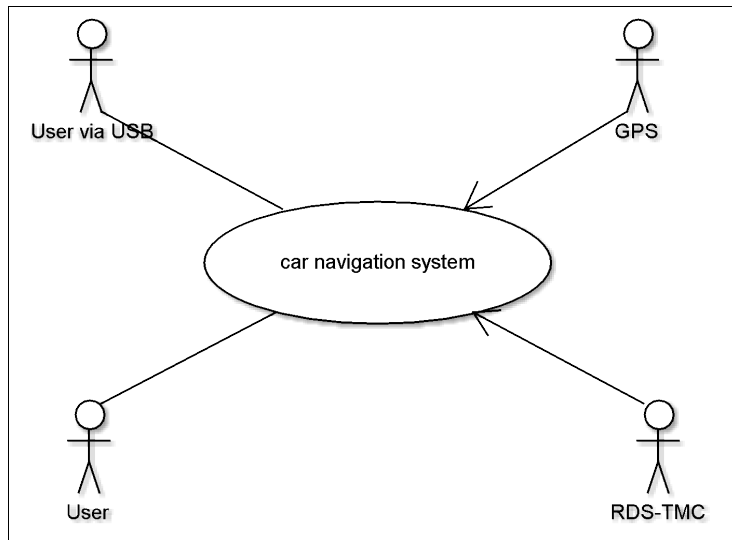 User via USB
GPS
car navigation system
User
RDS-TMC